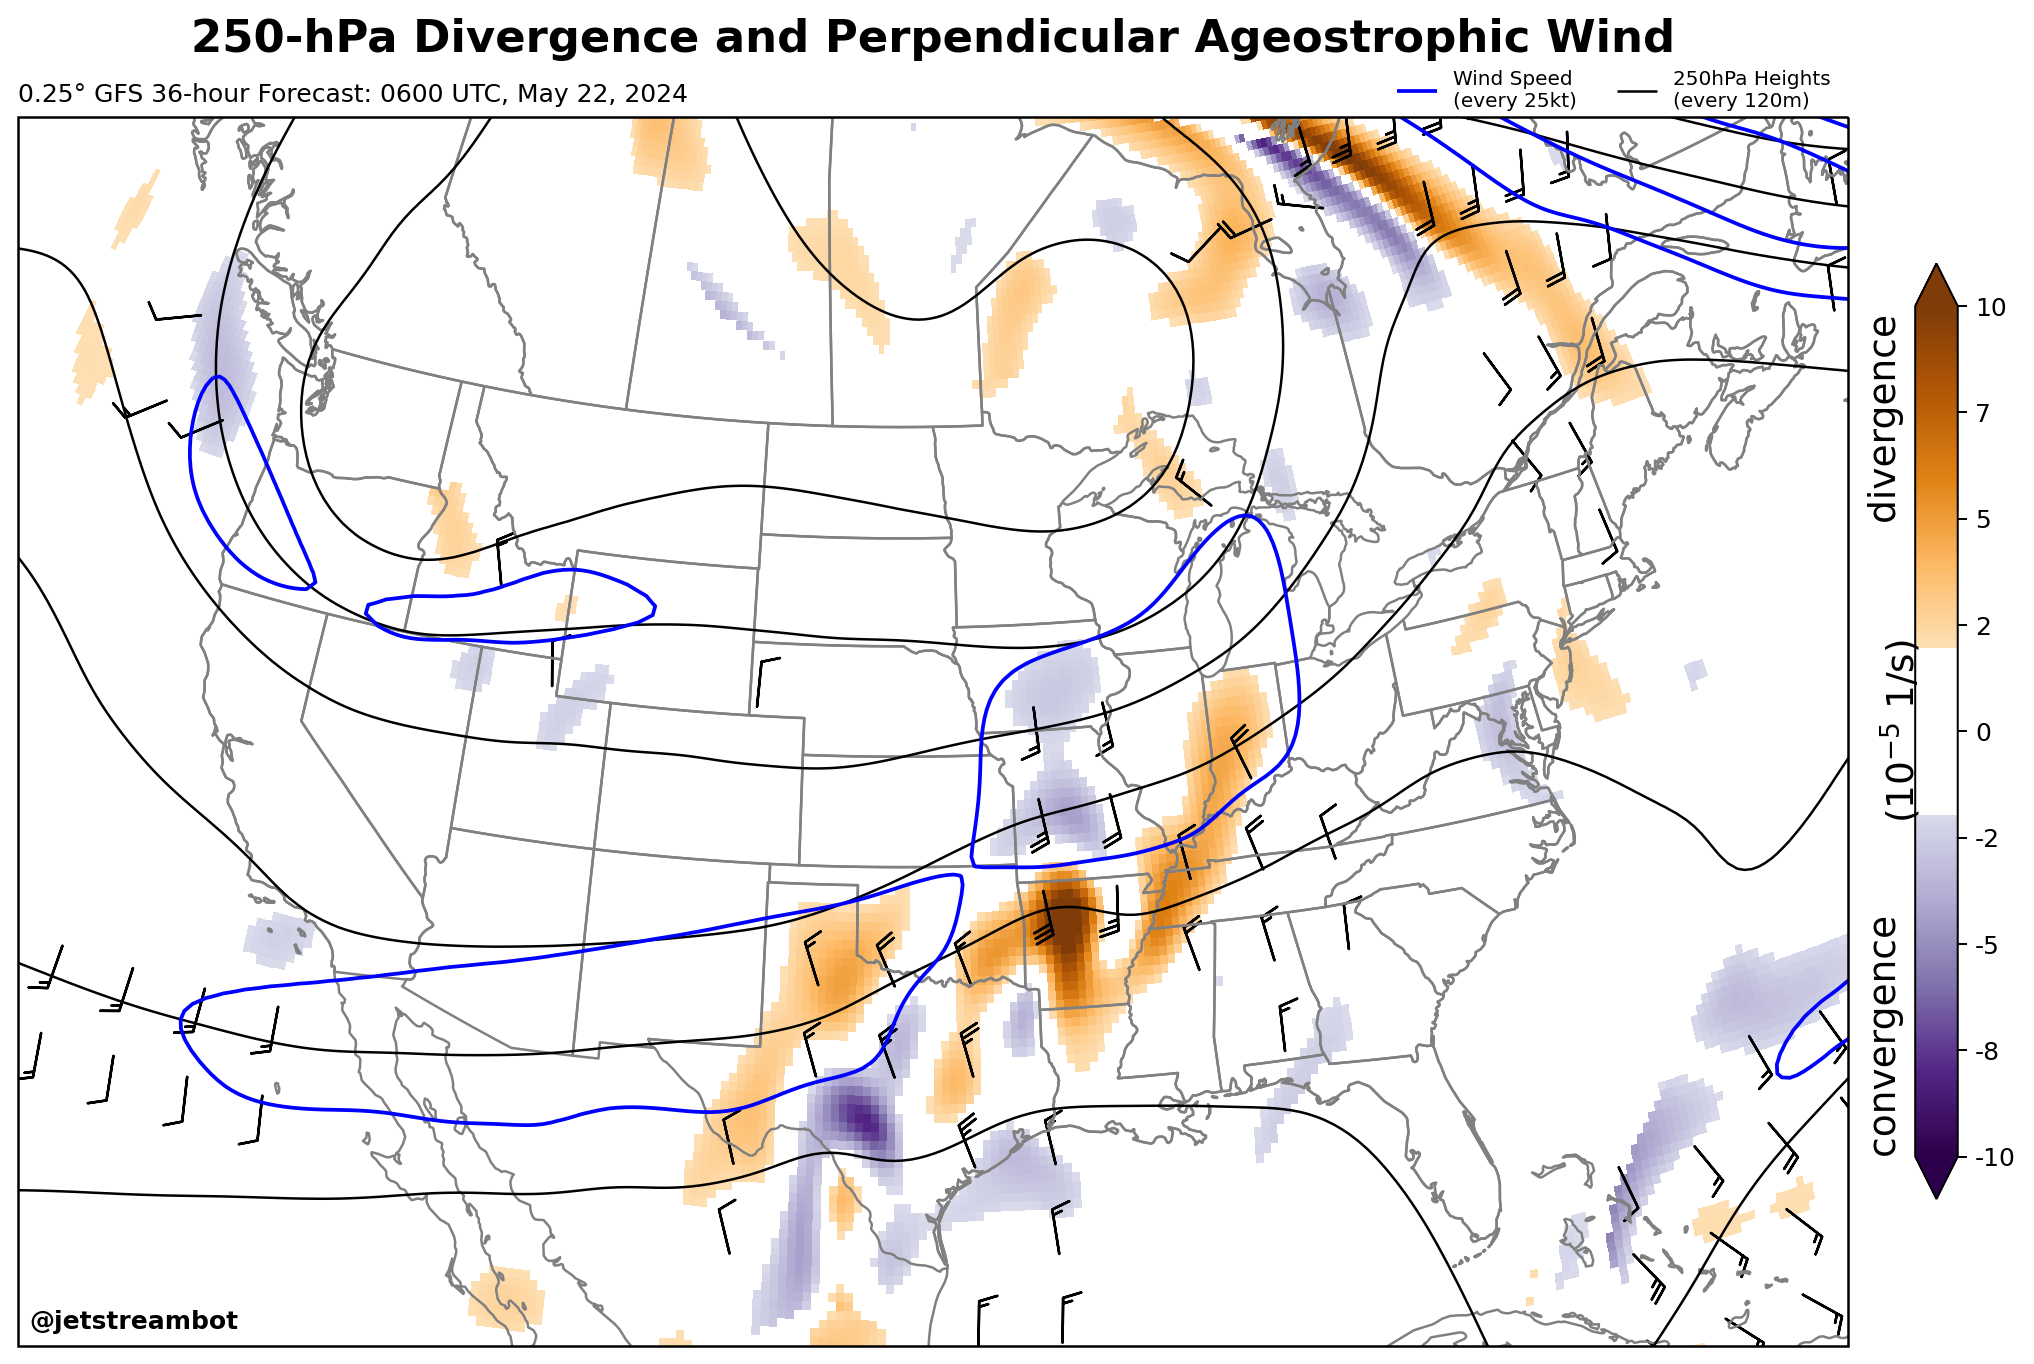 250-hPa Divergence and Perpendicular Ageostrophic Wind
0.25° GFS 36-hour Forecast: 0600 UTC, May 22, 2024
Wind Speed
(every 25kt)
250hPa Heights
(every 120m)
10
7
5
2
0
-2
-5
-8
-10
divergence
(10⁻⁵ 1/s)
convergence
@jetstreambot